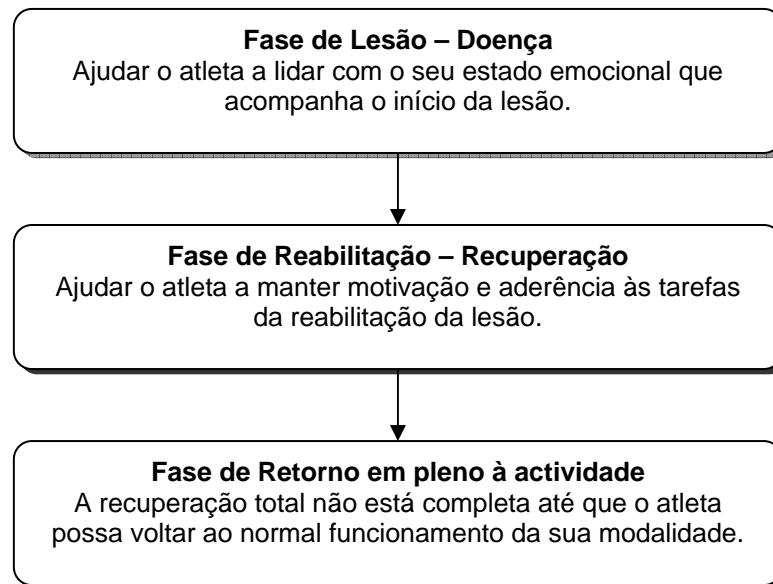 Fase de Lesão – Doença
Ajudar o atleta a lidar com o seu estado emocional que
acompanha o início da lesão.
Fase de Reabilitação – Recuperação
Ajudar o atleta a manter motivação e aderência às tarefas
da reabilitação da lesão.
Fase de Retorno em pleno à actividade
A recuperação total não está completa até que o atleta
possa voltar ao normal funcionamento da sua modalidade.